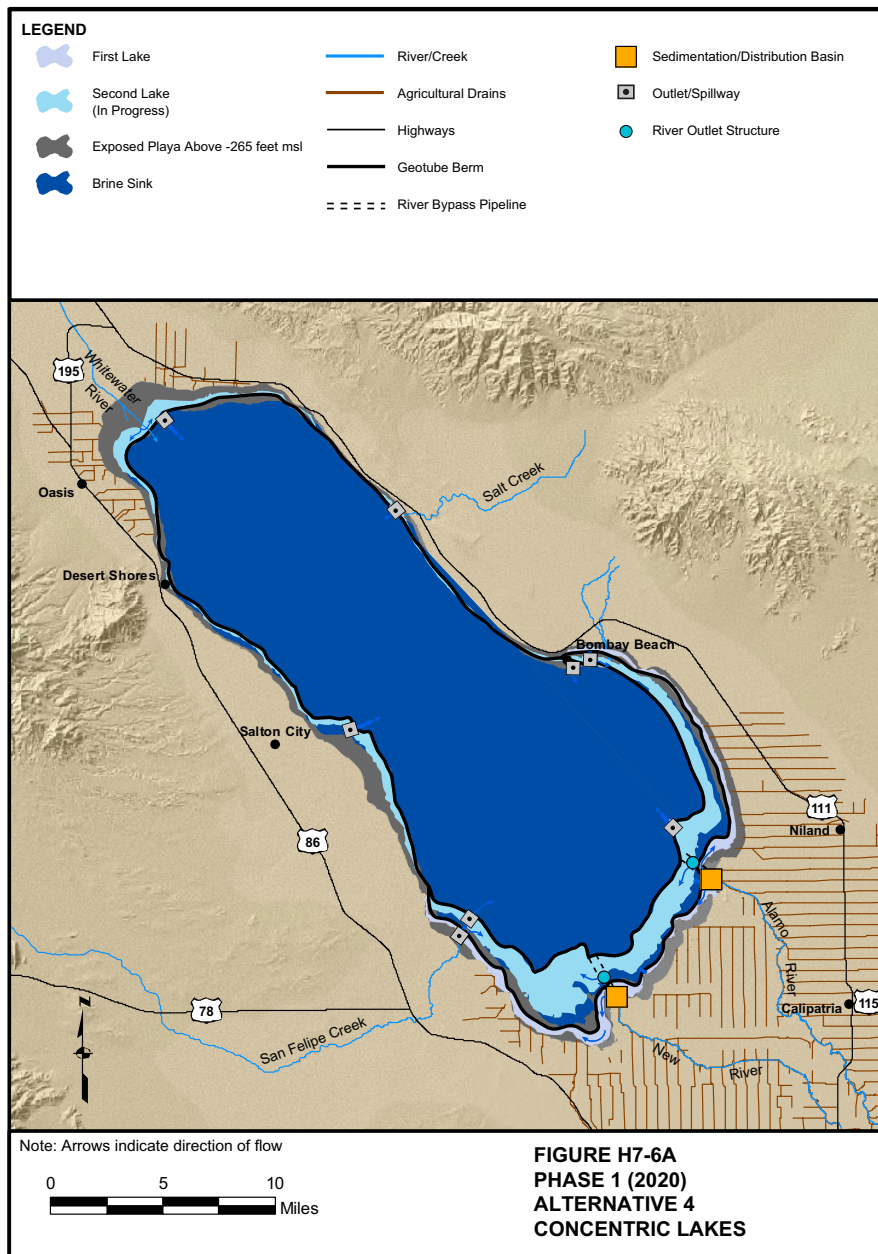 LEGEND
First Lake
Second Lake
(In Progress)
Exposed Playa Above -265 feet msl
Brine Sink
River/Creek
Agricultural Drains
Highways
Geotube Berm
River Bypass Pipeline
Sedimentation/Distribution Basin
Outlet/Spillway
River Outlet Structure
195
Whitewater
River
Oasis
Salt Creek
Desert Shores
Bombay Beach
Salton City
111
Niland
86
Alamo
River
78
115
Calipatria
San Felipe Creek
New
River
N
Note: Arrows indicate direction of flow
0 5 10
Miles
FIGURE H7-6A
PHASE 1 (2020)
ALTERNATIVE 4
CONCENTRIC LAKES